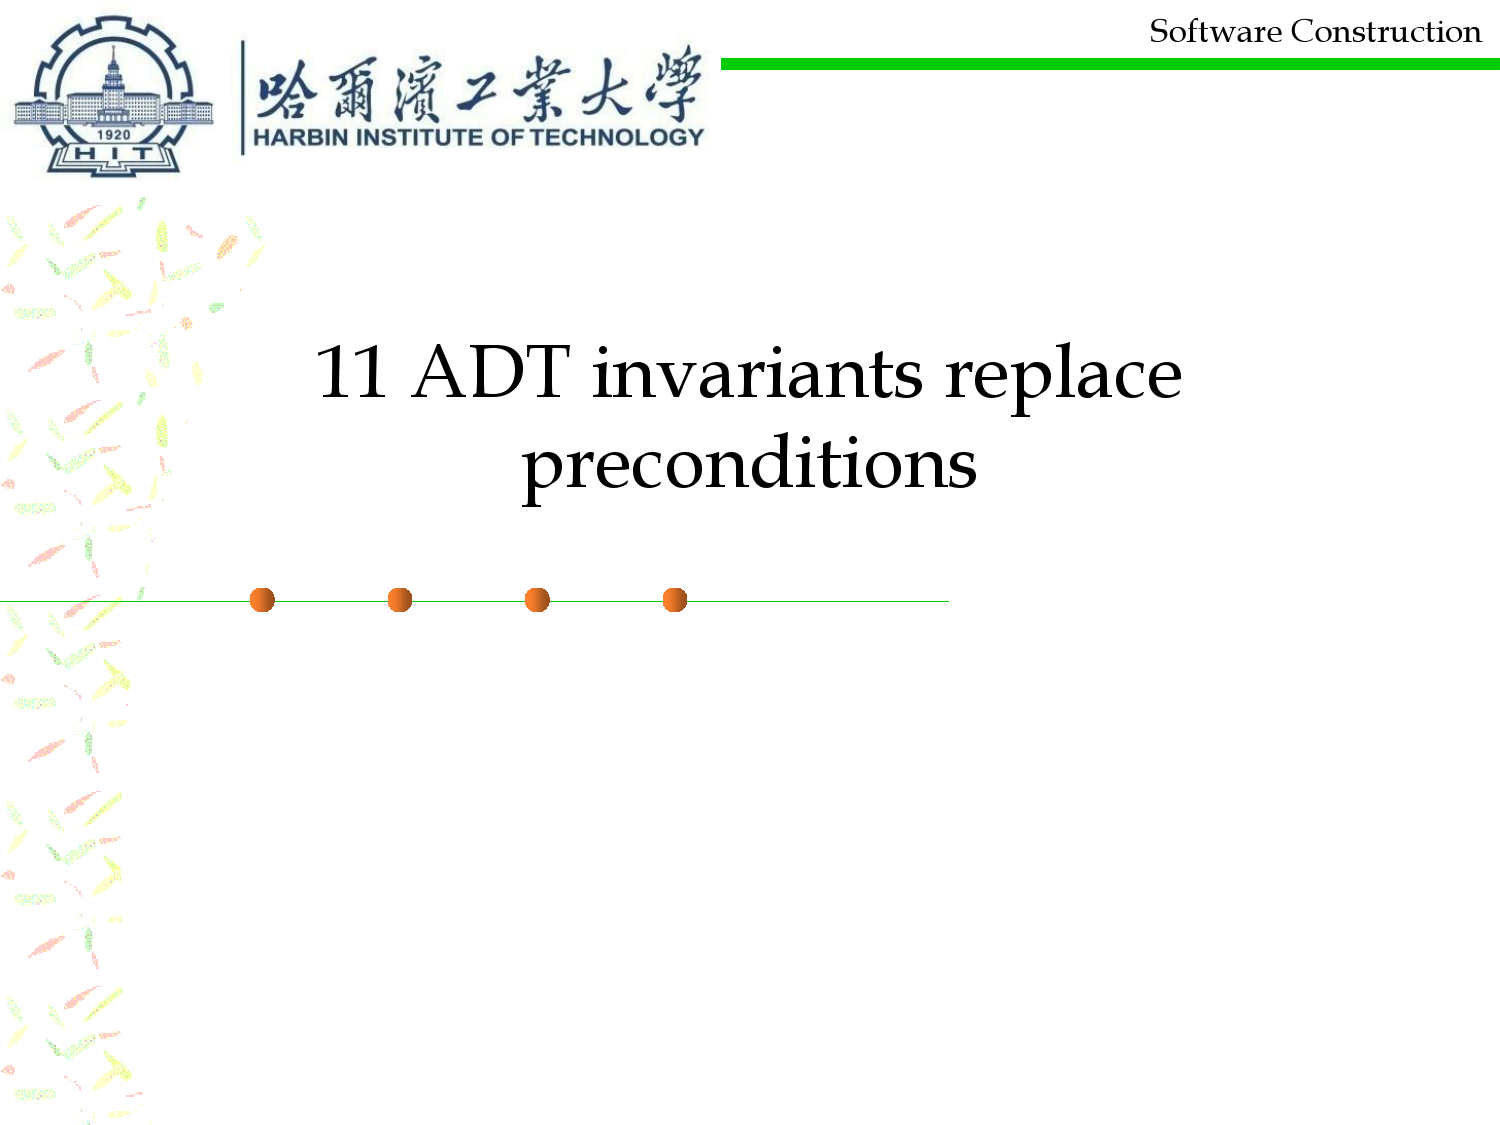 Software Construction
哈爾濱工業大學
HARBIN INSTITUTE OF TECHNOLOGY
1920
HIT
11 ADT invariants replace
preconditions